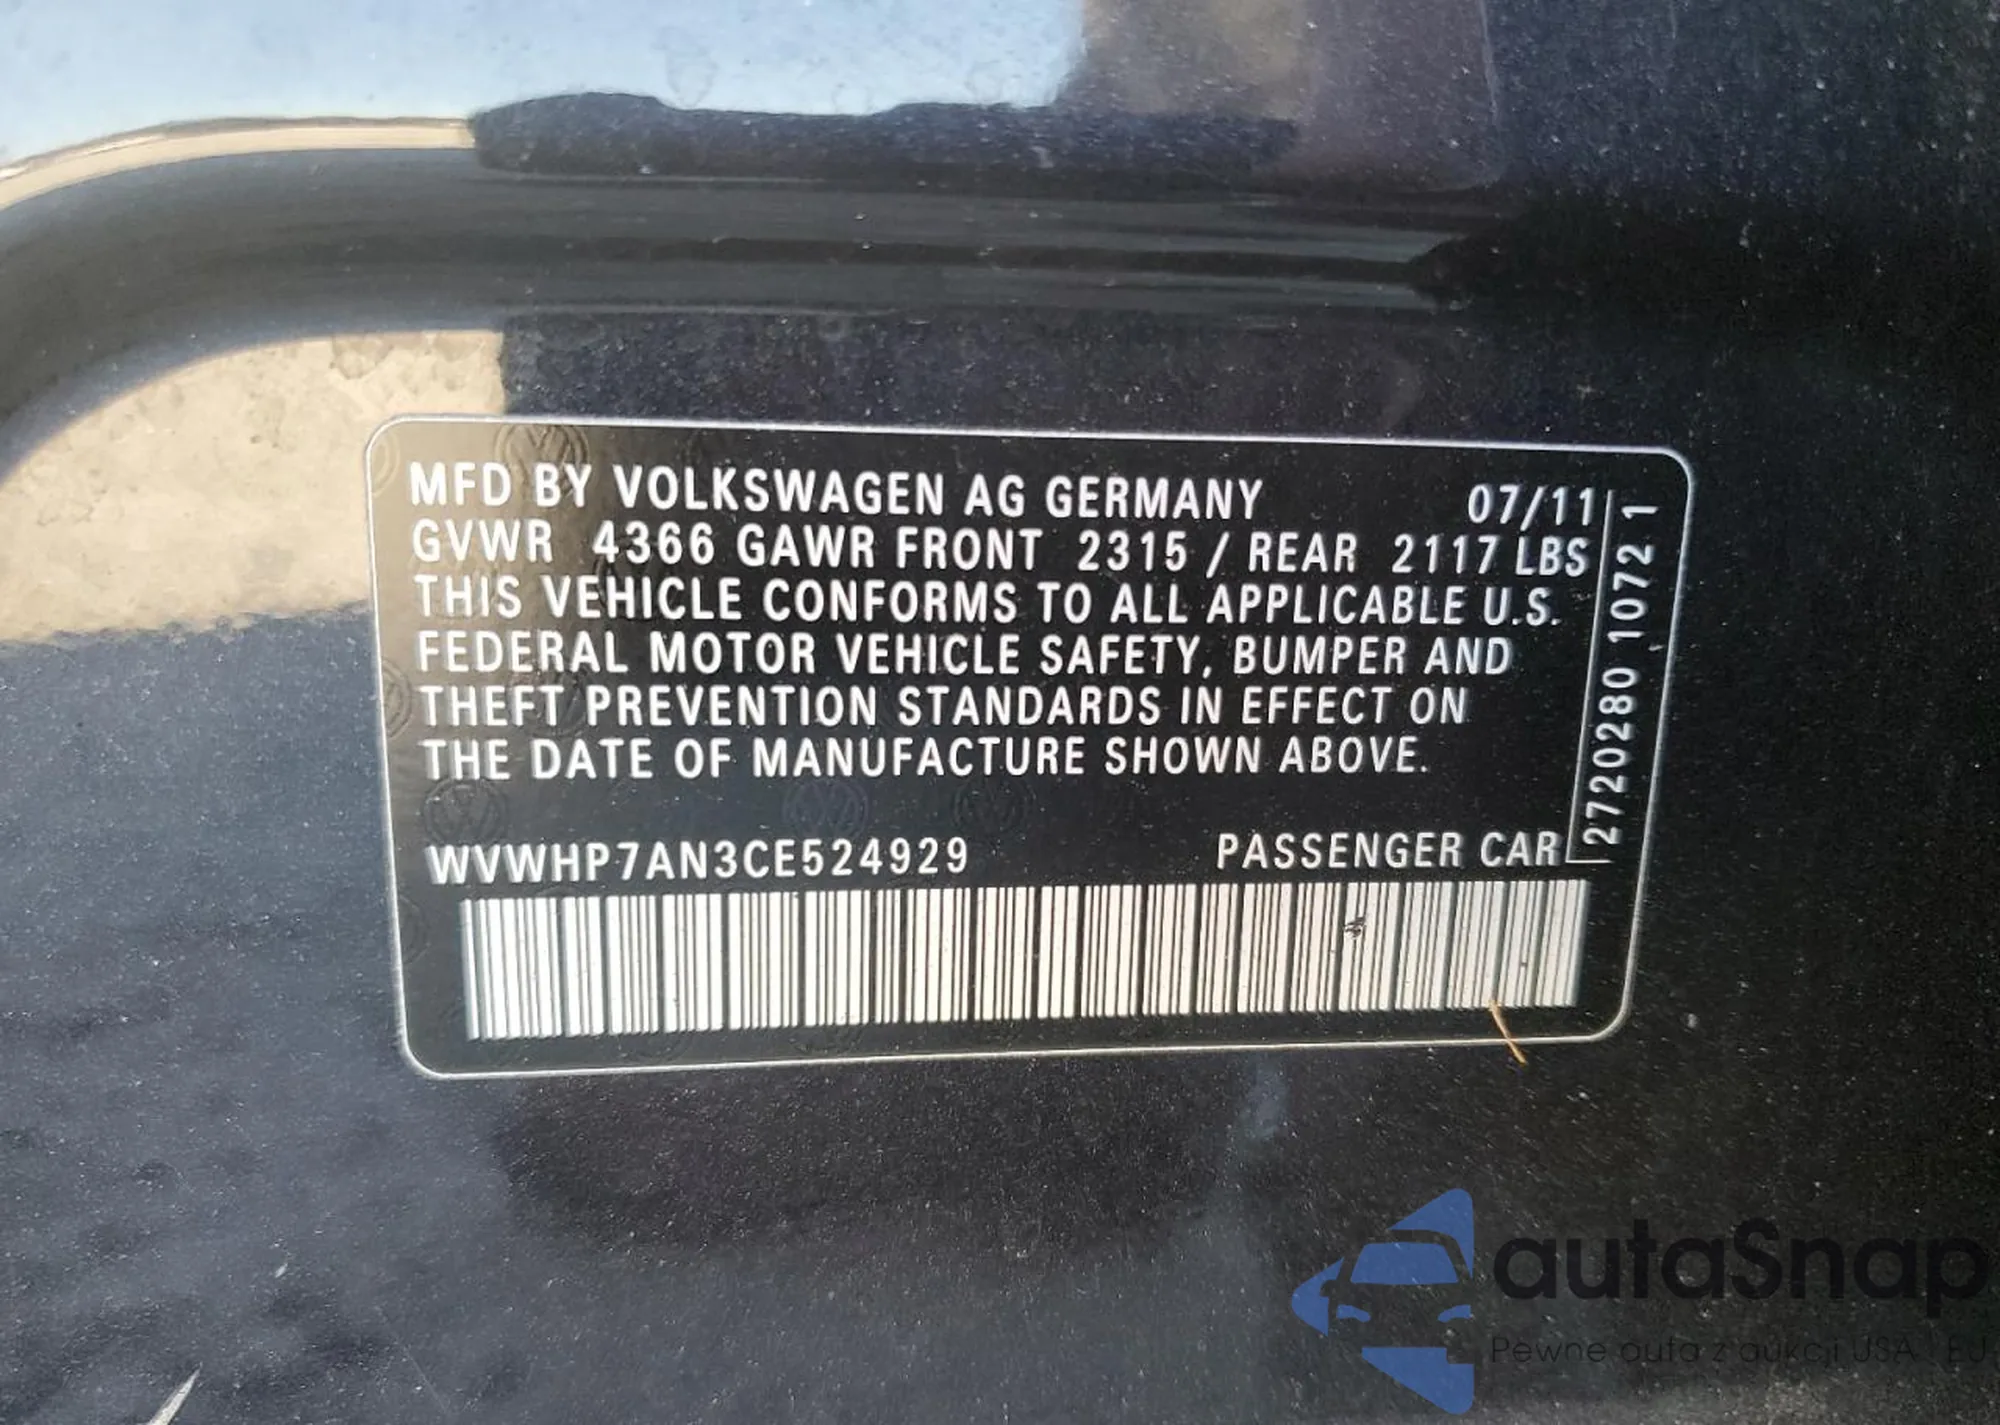 MFD BY VOLKSWAGEN AG GERMANY 07/11
GVWR 4366 GAWR FRONT 2315 / REAR 2117 LBS
THIS VEHICLE CONFORMS TO ALL APPLICABLE U.S.
FEDERAL MOTOR VEHICLE SAFETY, BUMPER AND
THEFT PREVENTION STANDARDS IN EFFECT ON
THE DATE OF MANUFACTURE SHOWN ABOVE.
WVWHP7AN3CE524929 PASSENGER CAR
2720280 1072 1
autaSnap
Pewne auta z aukcji USA i EU